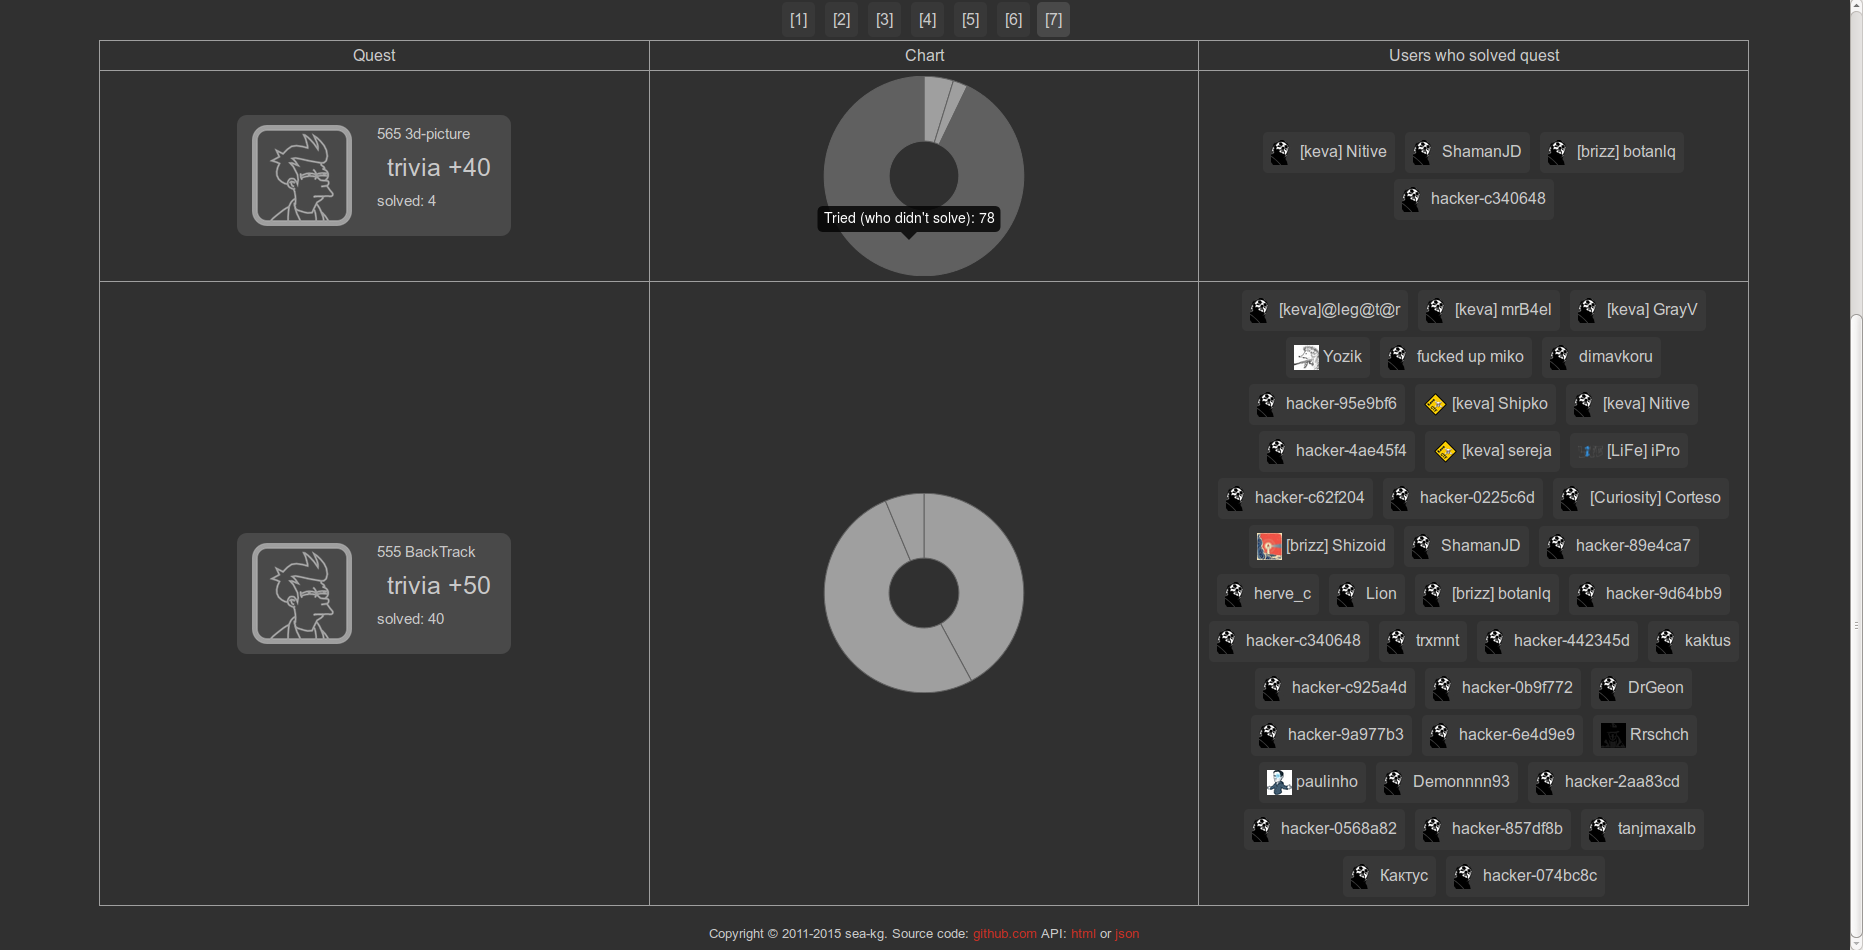 [1] [2] [3] [4] [5] [6] [7]
Quest Chart Users who solved quest
565 3d-picture
trivia +40
solved: 4
Tried (who didn't solve): 78
[keva] Nitive ShamanJD [brizz] botanlq
hacker-c340648
555 BackTrack
trivia +50
solved: 40
[keva]@leg@t@r [keva] mrB4el [keva] GrayV
Yozik fucked up miko dimavkoru
hacker-95e9bf6 [keva] Shipko [keva] Nitive
hacker-4ae45f4 [keva] sereja [LiFe] iPro
hacker-c62f204 hacker-0225c6d [Curiosity] Corteso
[brizz] Shizoid ShamanJD hacker-89e4ca7
herve_c Lion [brizz] botanlq hacker-9d64bb9
hacker-c340648 trxmnt hacker-442345d kaktus
hacker-c925a4d hacker-0b9f772 DrGeon
hacker-9a977b3 hacker-6e4d9e9 Rrschch
paulinho Demonnnn93 hacker-2aa83cd
hacker-0568a82 hacker-857df8b tanjmaxalb
Кактус hacker-074bc8c
Copyright © 2011-2015 sea-kg. Source code: github.com API: html or json